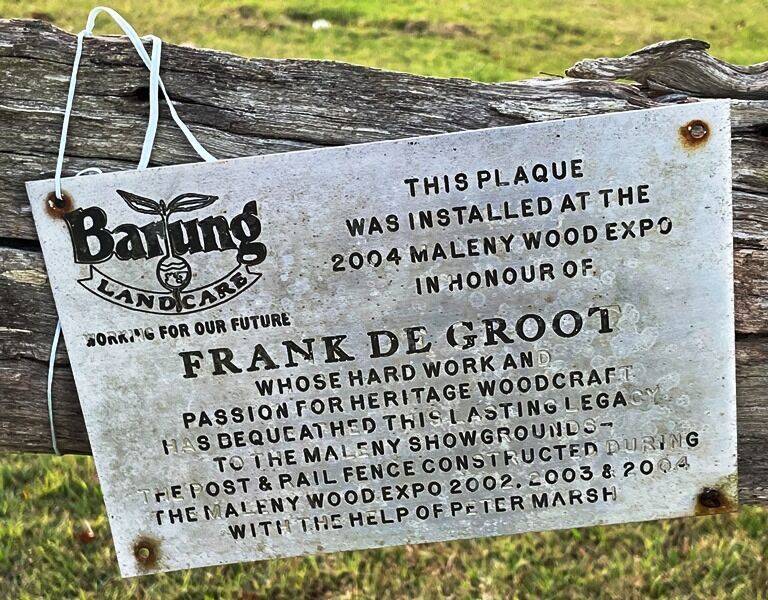 Barung
LANDCARE
WORKING FOR OUR FUTURE
THIS PLAQUE
WAS INSTALLED AT THE
2004 MALENY WOOD EXPO
IN HONOUR OF
FRANK DE GROOT
WHOSE HARD WORK AND
PASSION FOR HERITAGE WOODCRAFT
HAS BEQUEATHED THIS LASTING LEGACY
TO THE MALENY SHOWGROUNDS-
THE POST & RAIL FENCE CONSTRUCTED DURING
THE MALENY WOOD EXPO 2002, 2003 & 2004
WITH THE HELP OF PETER MARSH